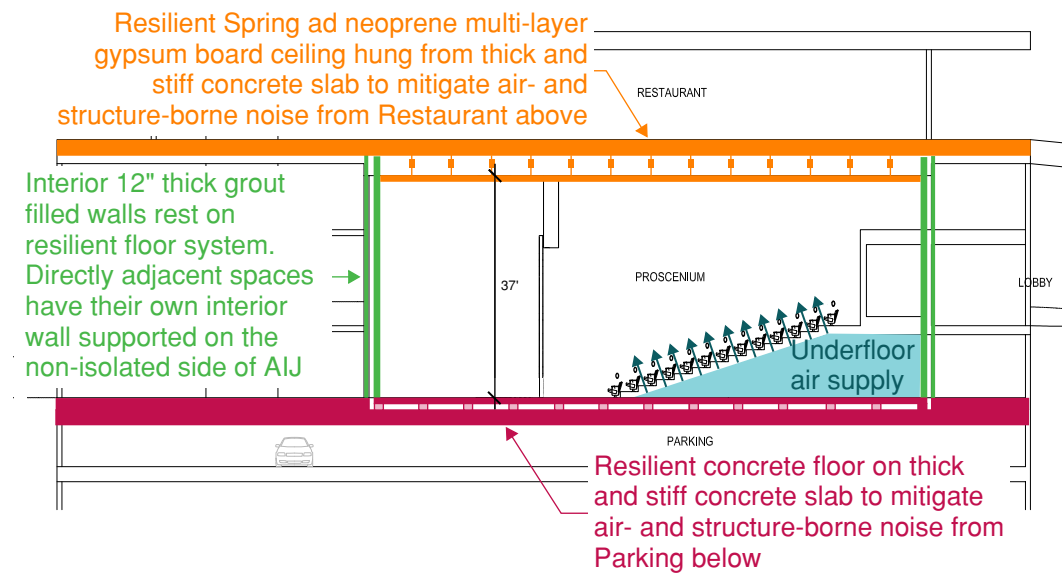 Resilient Spring ad neoprene multi-layer
gypsum board ceiling hung from thick and
stiff concrete slab to mitigate air- and
structure-borne noise from Restaurant above
RESTAURANT
Interior 12" thick grout
filled walls rest on
resilient floor system.
Directly adjacent spaces
have their own interior
wall supported on the
non-isolated side of AIJ
37'
PROSCENIUM
LOBBY
Underfloor
air supply
PARKING
Resilient concrete floor on thick
and stiff concrete slab to mitigate
air- and structure-borne noise from
Parking below